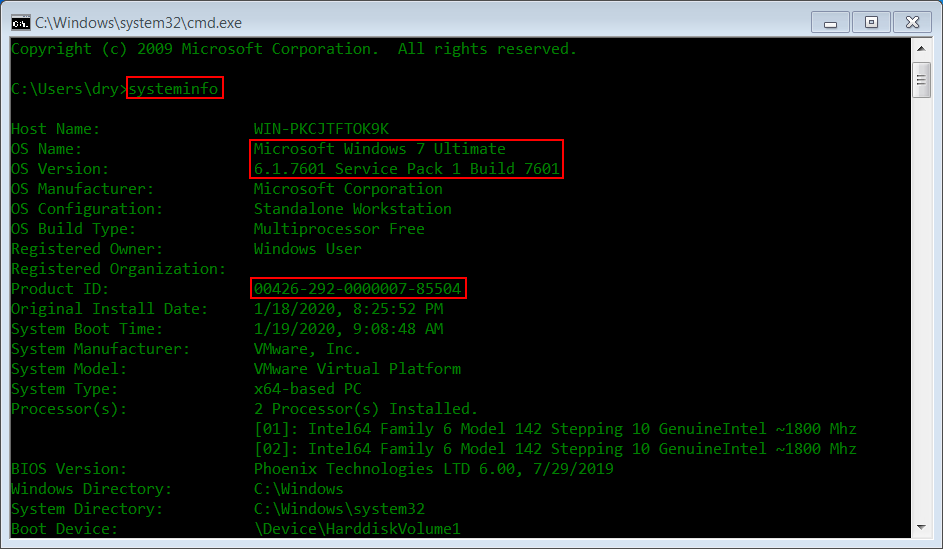 C:\Windows\system32\cmd.exe
Copyright (c) 2009 Microsoft Corporation.  All rights reserved.
C:\Users\dry>systeminfo
Host Name:                 WIN-PKCJTFTOK9K
OS Name:                   Microsoft Windows 7 Ultimate
OS Version:                6.1.7601 Service Pack 1 Build 7601
OS Manufacturer:           Microsoft Corporation
OS Configuration:          Standalone Workstation
OS Build Type:             Multiprocessor Free
Registered Owner:          Windows User
Registered Organization:
Product ID:                00426-292-0000007-85504
Original Install Date:     1/18/2020, 8:25:52 PM
System Boot Time:          1/19/2020, 9:08:48 AM
System Manufacturer:       VMware, Inc.
System Model:              VMware Virtual Platform
System Type:               x64-based PC
Processor(s):              2 Processor(s) Installed.
                           [01]: Intel64 Family 6 Model 142 Stepping 10 GenuineIntel ~1800 Mhz
                           [02]: Intel64 Family 6 Model 142 Stepping 10 GenuineIntel ~1800 Mhz
BIOS Version:              Phoenix Technologies LTD 6.00, 7/29/2019
Windows Directory:         C:\Windows
System Directory:          C:\Windows\system32
Boot Device:               \Device\HarddiskVolume1